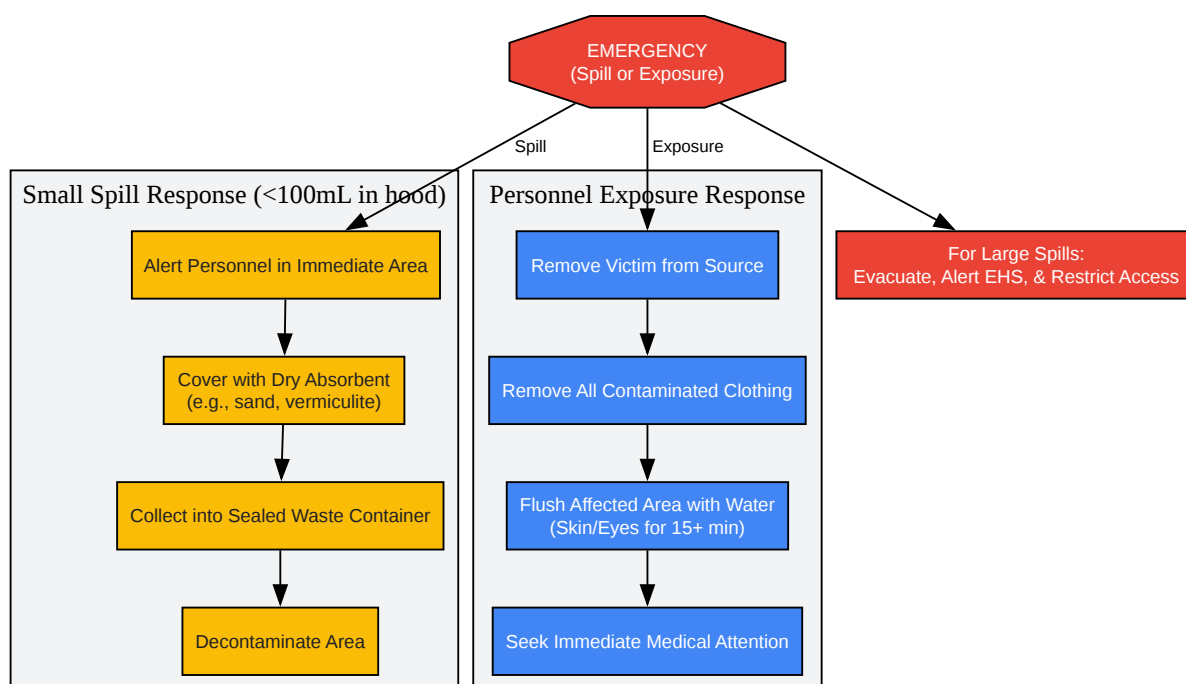 EMERGENCY
(Spill or Exposure)
Spill
Exposure
Small Spill Response (<100mL in hood)
Alert Personnel in Immediate Area
Cover with Dry Absorbent
(e.g., sand, vermiculite)
Collect into Sealed Waste Container
Decontaminate Area
Personnel Exposure Response
Remove Victim from Source
Remove All Contaminated Clothing
Flush Affected Area with Water
(Skin/Eyes for 15+ min)
Seek Immediate Medical Attention
For Large Spills:
Evacuate, Alert EHS, & Restrict Access